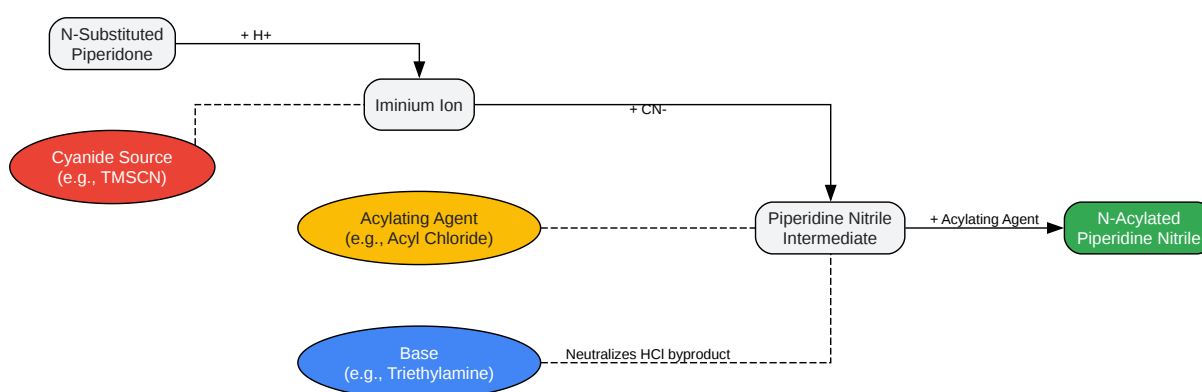 N-Substituted
Piperidone
+ H+
Iminium Ion
+ CN-
Cyanide Source
(e.g., TMSCN)
Acylating Agent
(e.g., Acyl Chloride)
Piperidine Nitrile
Intermediate
+ Acylating Agent
N-Acylated
Piperidine Nitrile
Base
(e.g., Triethylamine)
Neutralizes HCl byproduct